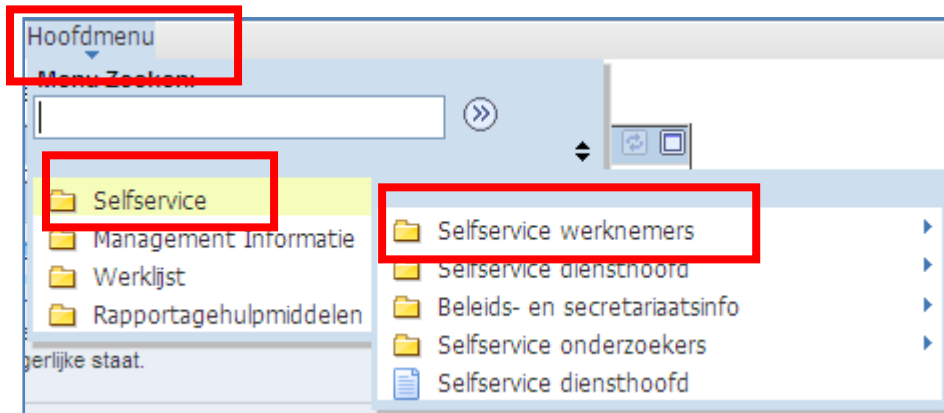 Hoofdmenu
Menu Zoeken:
Selfservice
Management Informatie
Werklijst
Rapportagehulpmiddelen
Selfservice werknemers
Selfservice diensthoofd
Beleids- en secretariaatsinfo
Selfservice onderzoekers
Selfservice diensthoofd
gerlijke staat.